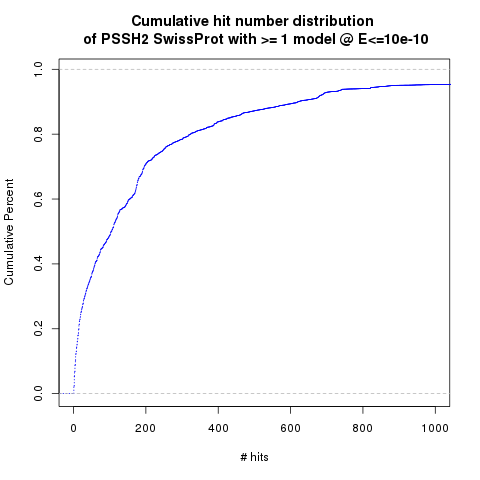 Cumulative hit number distribution
of PSSH2 SwissProt with >= 1 model @ E<=10e-10
1.0
0.8
0.6
0.4
0.2
0.0
Cumulative Percent
0 200 400 600 800 1000
# hits